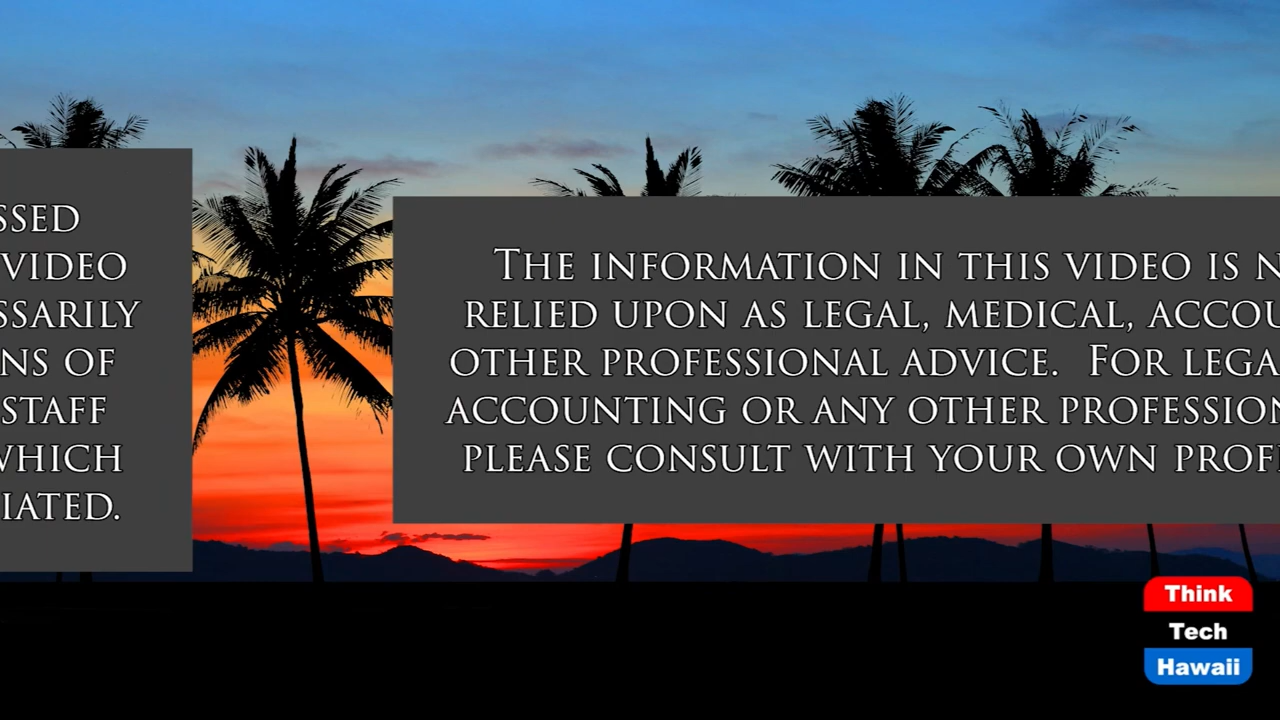 SSED
VIDEO
SSARILY
NS OF
STAFF
WHICH
IATED.
THE INFORMATION IN THIS VIDEO IS N
RELIED UPON AS LEGAL, MEDICAL, ACCOU
OTHER PROFESSIONAL ADVICE. FOR LEGA
ACCOUNTING OR ANY OTHER PROFESSION
PLEASE CONSULT WITH YOUR OWN PROF
Think
Tech
Hawaii